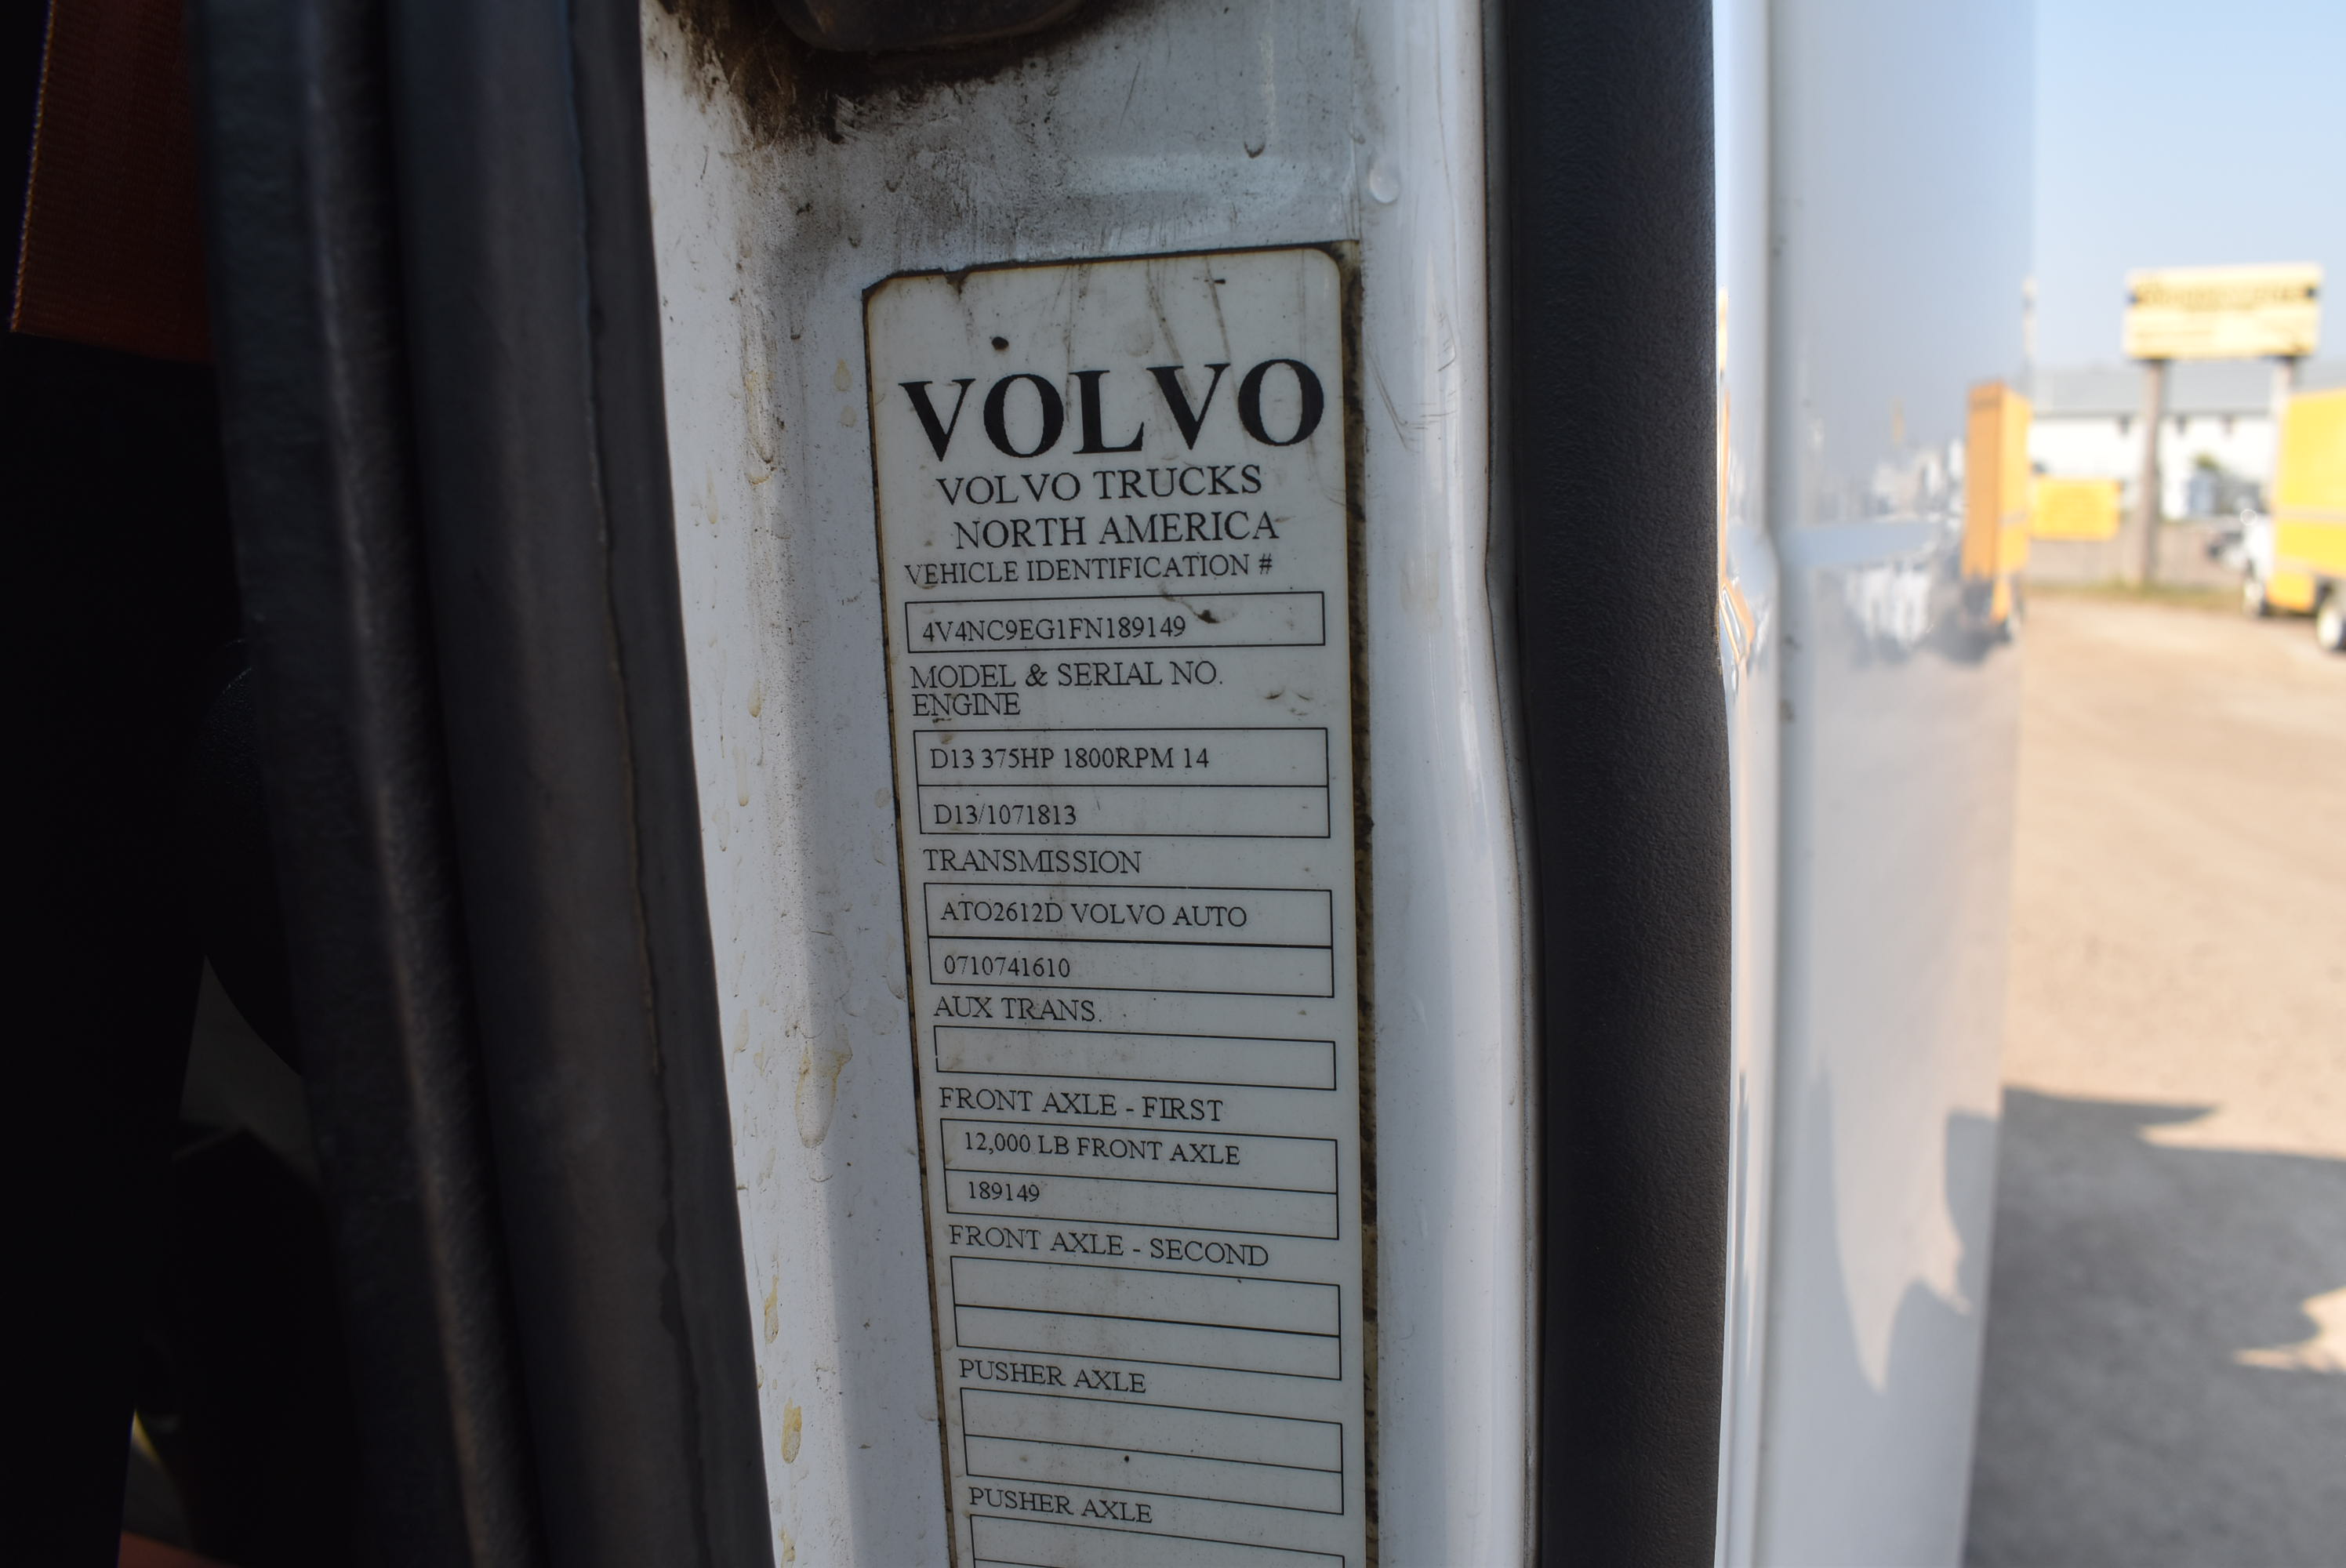 VOLVO
VOLVO TRUCKS
NORTH AMERICA
VEHICLE IDENTIFICATION #
4V4NC9EG1FN189149
MODEL & SERIAL NO.
ENGINE
D13 375HP 1800RPM 14
D13/1071813
TRANSMISSION
ATO2612D VOLVO AUTO
0710741610
AUX TRANS.
FRONT AXLE - FIRST
12,000 LB FRONT AXLE
189149
FRONT AXLE - SECOND
PUSHER AXLE
PUSHER AXLE